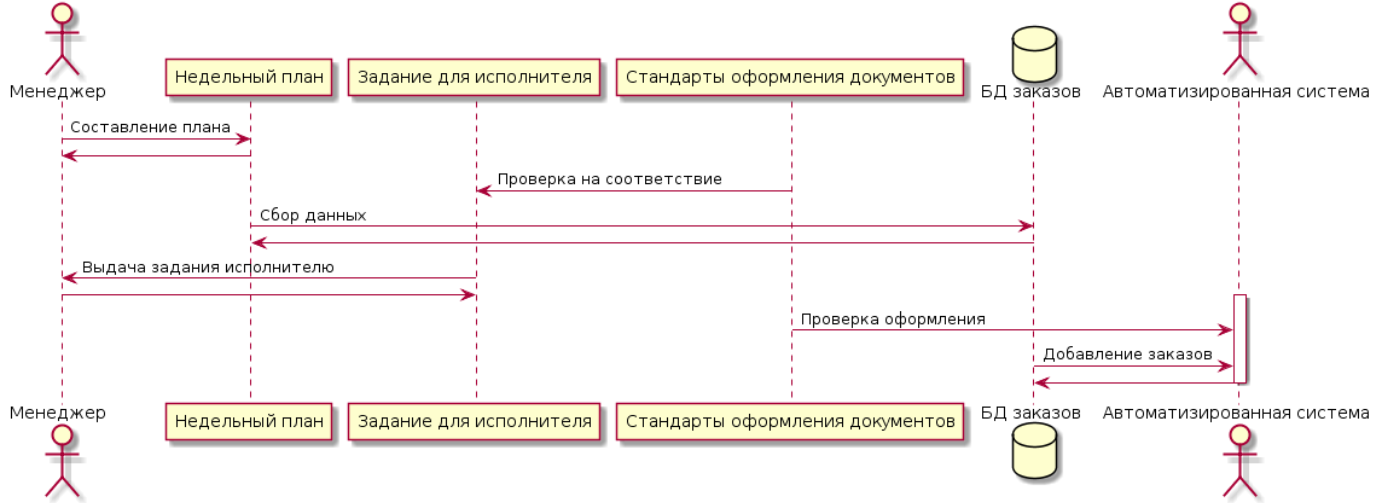 Менеджер
Недельный план
Задание для исполнителя
Стандарты оформления документов
БД заказов
Автоматизированная система
Составление плана
Проверка на соответствие
Сбор данных
Выдача задания исполнителю
Проверка оформления
Добавление заказов
Менеджер
Недельный план
Задание для исполнителя
Стандарты оформления документов
БД заказов
Автоматизированная система